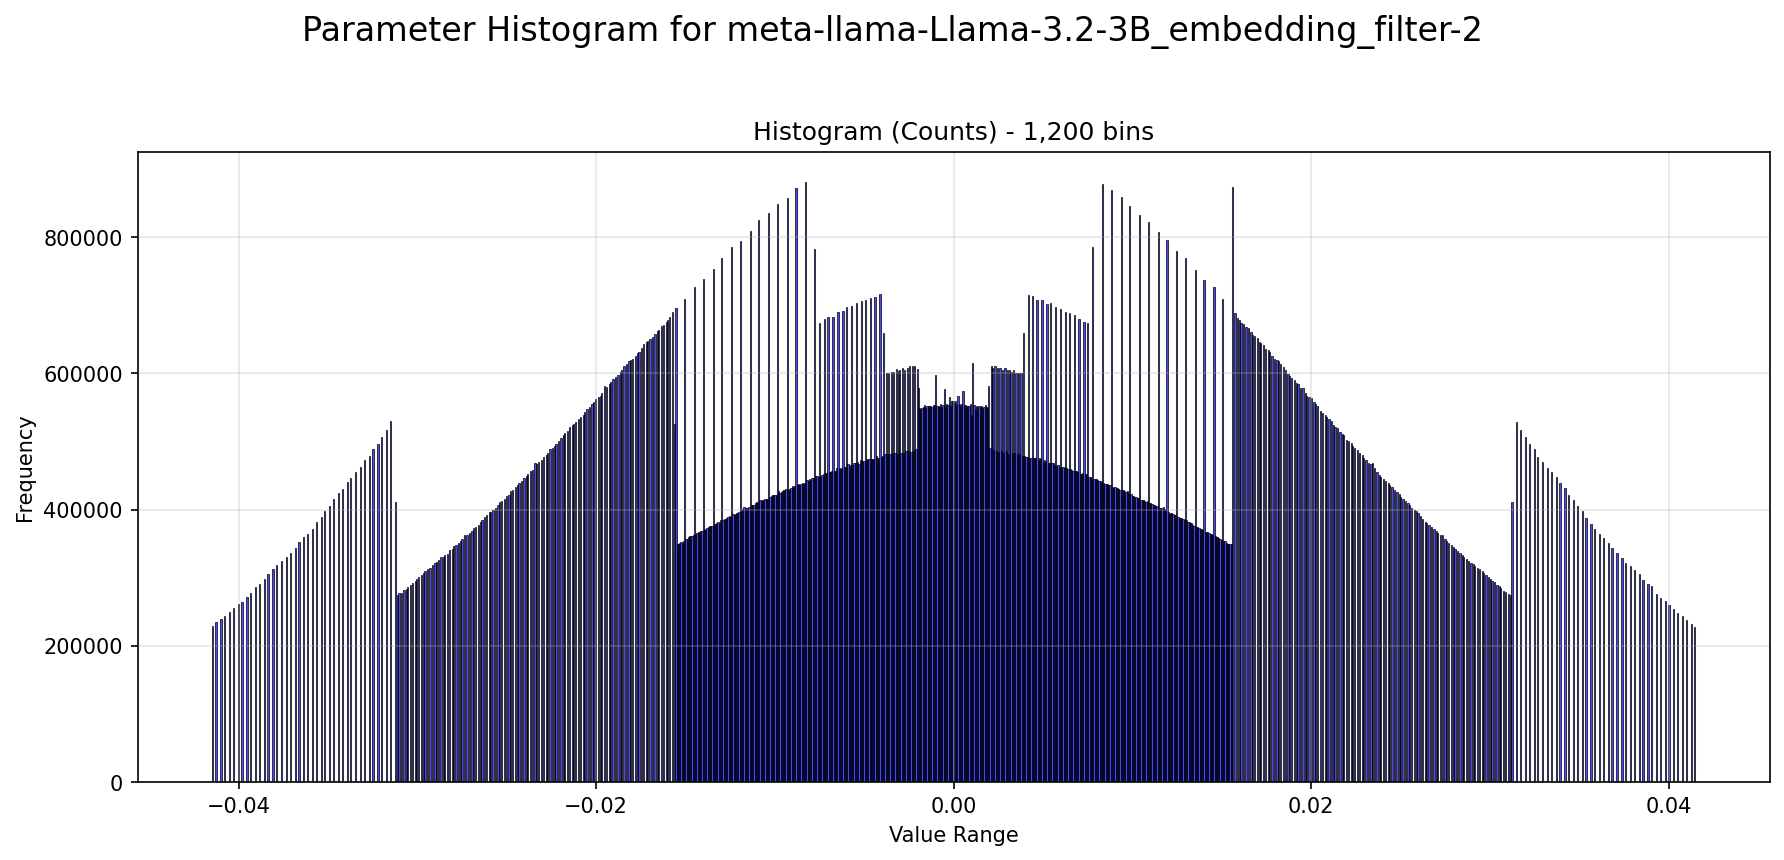 Parameter Histogram for meta-llama-Llama-3.2-3B_embedding_filter-2
Histogram (Counts) - 1,200 bins
Frequency
800000
600000
400000
200000
0
−0.04
−0.02
0.00
0.02
0.04
Value Range